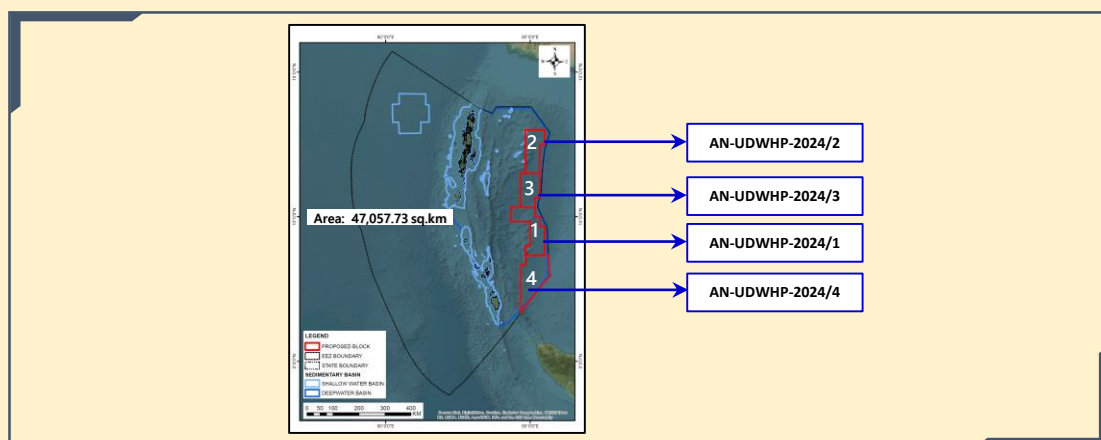 N
2
AN-UDWHP-2024/2
3
AN-UDWHP-2024/3
Area: 47,057.73 sq.km
1
AN-UDWHP-2024/1
4
AN-UDWHP-2024/4
LEGEND
PROPOSED BLOCK
EEZ BOUNDARY
STATE BOUNDARY
SEDIMENTARY BASIN
SHALLOW WATER BASIN
DEEPWATER BASIN
0 50 100 200 300 400
KM